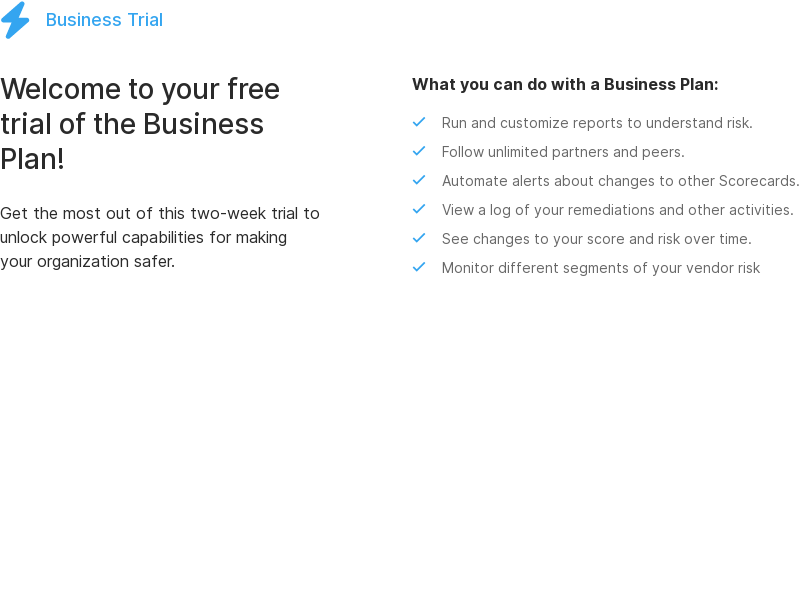 Business Trial
Welcome to your free
trial of the Business
Plan!
Get the most out of this two-week trial to
unlock powerful capabilities for making
your organization safer.
What you can do with a Business Plan:
Run and customize reports to understand risk.
Follow unlimited partners and peers.
Automate alerts about changes to other Scorecards.
View a log of your remediations and other activities.
See changes to your score and risk over time.
Monitor different segments of your vendor risk